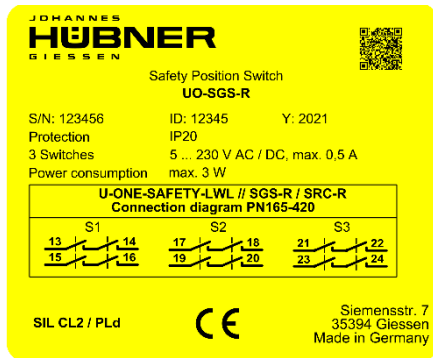 JOHANNES
HÜBNER
GIESSEN
Safety Position Switch
UO-SGS-R
S/N: 123456 ID: 12345 Y: 2021
Protection IP20
3 Switches 5 ... 230 V AC / DC, max. 0,5 A
Power consumption max. 3 W
U-ONE-SAFETY-LWL // SGS-R / SRC-R
Connection diagram PN165-420
S1 S2 S3
13 14 17 18 21 22
15 16 19 20 23 24
SIL CL2 / PLd
CE
Siemensstr. 7
35394 Giessen
Made in Germany